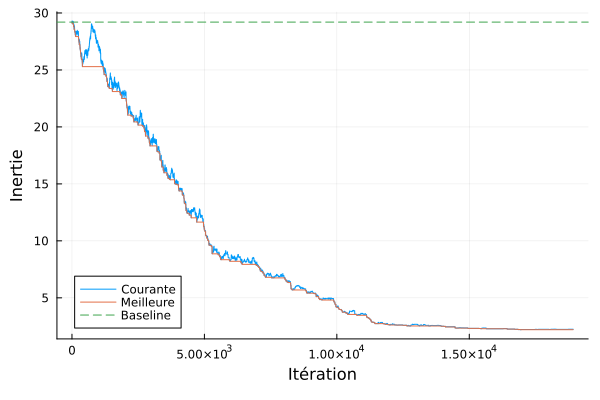 30
25
20
15
10
5
Inertie
Courante
Meilleure
Baseline
0
5.00×10³
1.00×10⁴
1.50×10⁴
Itération